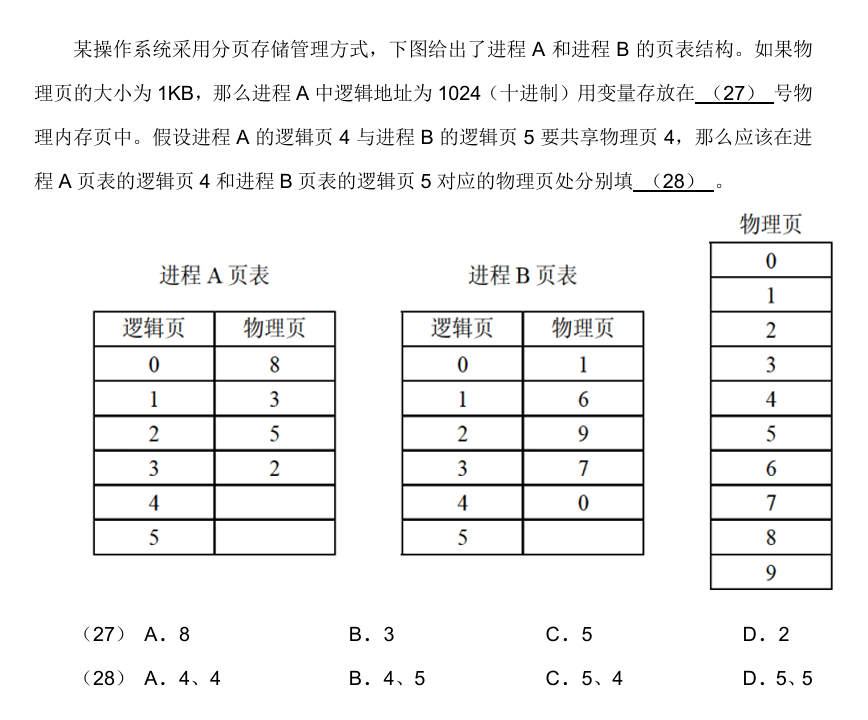 某操作系统采用分页存储管理方式，下图给出了进程 A 和进程 B 的页表结构。如果物
理页的大小为 1KB，那么进程 A 中逻辑地址为 1024（十进制）用变量存放在 （27） 号物
理内存页中。假设进程 A 的逻辑页 4 与进程 B 的逻辑页 5 要共享物理页 4，那么应该在进
程 A 页表的逻辑页 4 和进程 B 页表的逻辑页 5 对应的物理页处分别填 （28） 。
进程 A 页表
逻辑页 物理页
0 8
1 3
2 5
3 2
4
5
进程 B 页表
逻辑页 物理页
0 1
1 6
2 9
3 7
4 0
5
物理页
0
1
2
3
4
5
6
7
8
9
（27） A．8 B．3 C．5 D．2
（28） A．4、4 B．4、5 C．5、4 D．5、5